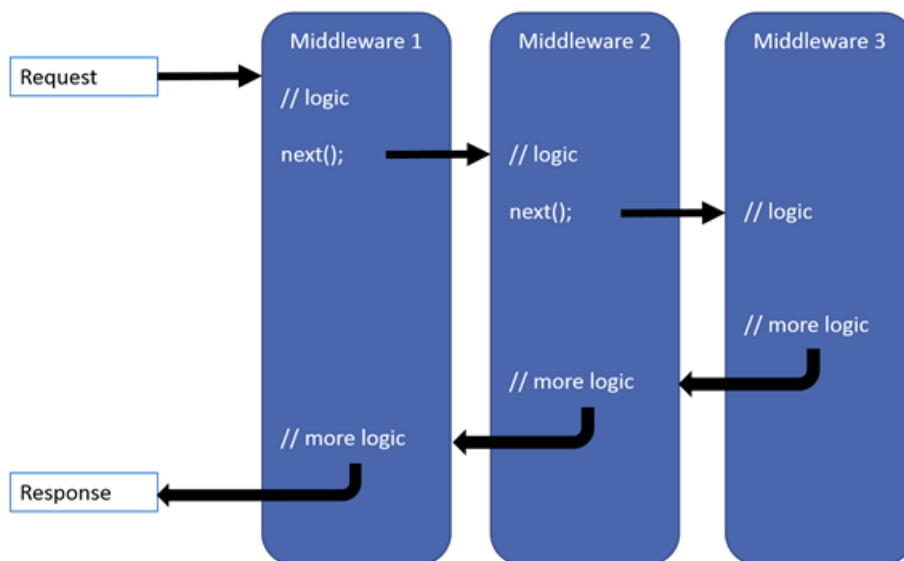 Request
Middleware 1
// logic
next();
// more logic
Middleware 2
// logic
next();
// more logic
Middleware 3
// logic
// more logic
Response